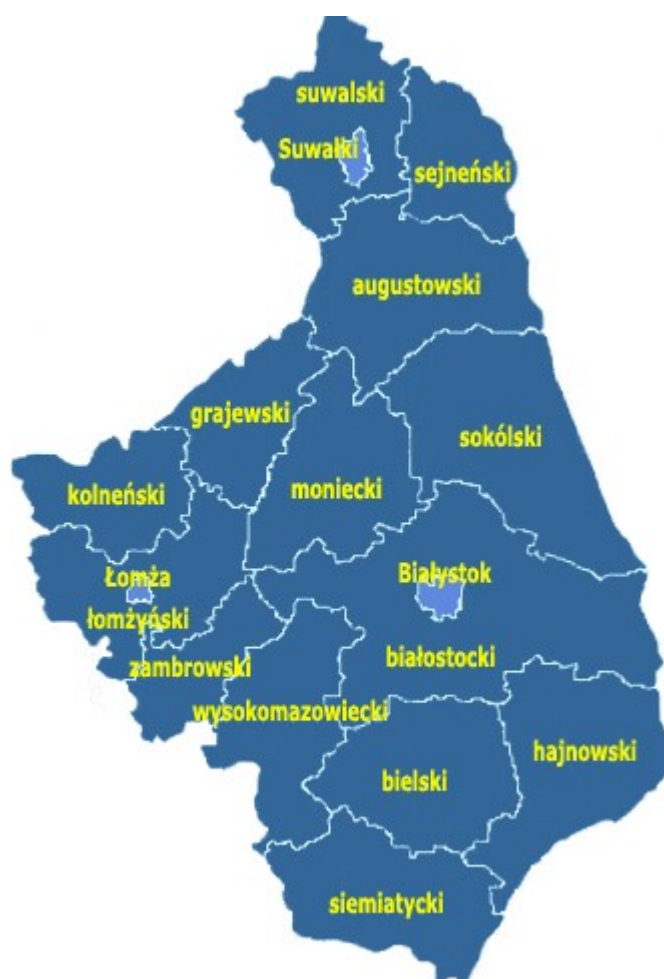 suwalski
Suwałki
sejneński
augustowski
grajewski
sokólski
kolneński
moniecki
Łomża
Białystok
łomżyński
białostocki
zambrowski
wysokomazowiecki
hajnowski
bielski
siemiatycki